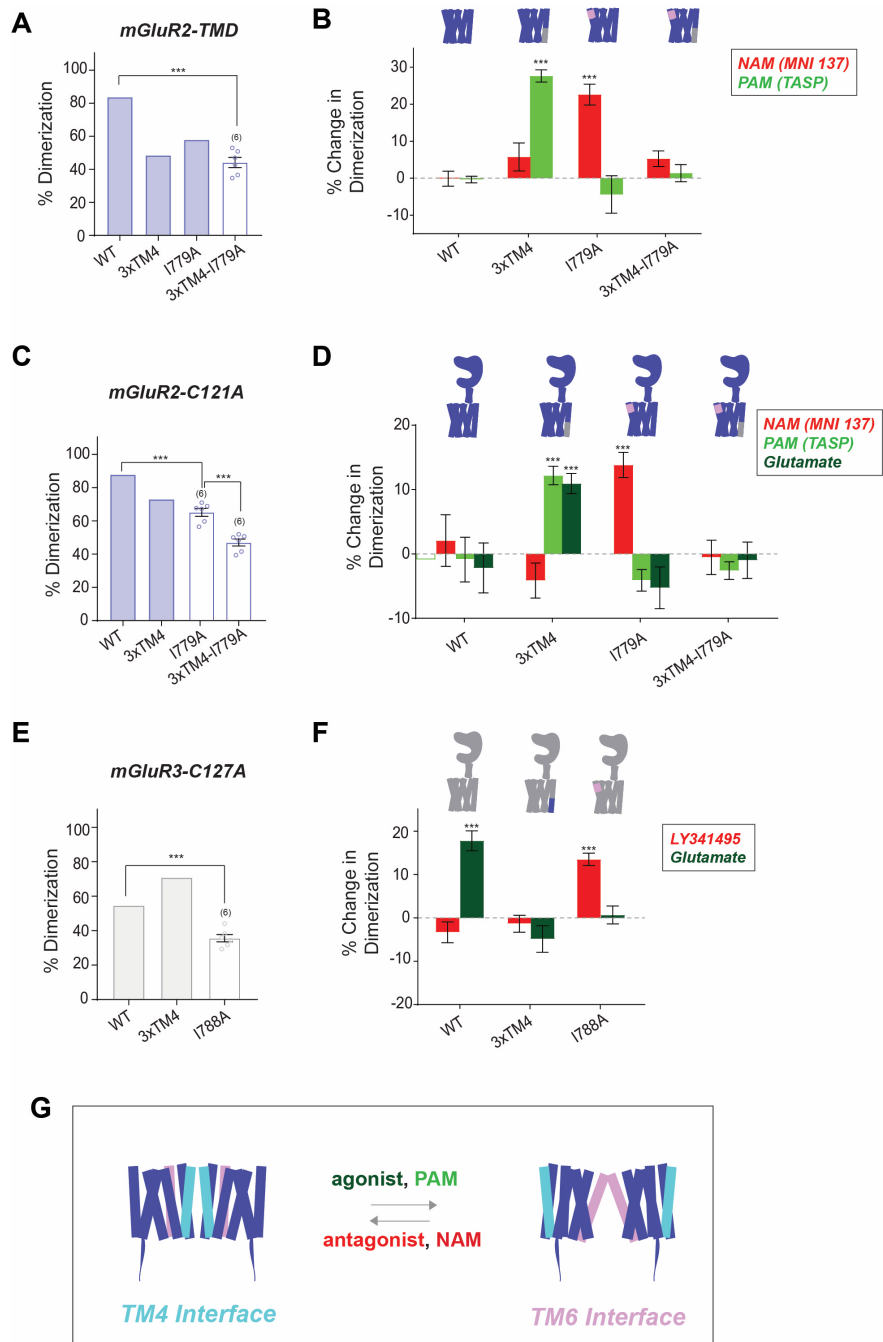 A
mGluR2-TMD
% Dimerization
100
80
60
40
20
0
***
(6)
WT
3xTM4
I779A
3xTM4-I779A
B
NAM (MNI 137)
PAM (TASP)
% Change in
Dimerization
30
20
10
0
-10
***
***
WT
3xTM4
I779A
3xTM4-I779A
C
mGluR2-C121A
% Dimerization
100
80
60
40
20
0
***
***
(6)
(6)
WT
3xTM4
I779A
3xTM4-I779A
D
NAM (MNI 137)
PAM (TASP)
Glutamate
% Change in
Dimerization
20
10
0
-10
***
***
***
WT
3xTM4
I779A
3xTM4-I779A
E
mGluR3-C127A
% Dimerization
100
80
60
40
20
0
***
(6)
WT
3xTM4
I788A
F
LY341495
Glutamate
% Change in
Dimerization
20
10
0
-10
-20
***
***
WT
3xTM4
I788A
G
agonist, PAM
antagonist, NAM
TM4 Interface
TM6 Interface